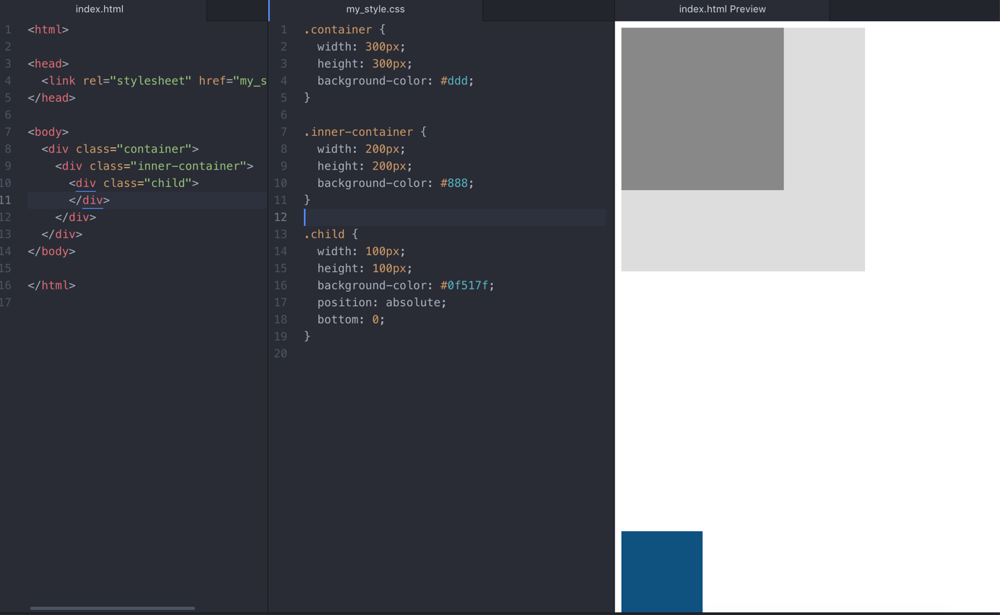 index.html
1 <html>
2
3 <head>
4 <link rel="stylesheet" href="my_s
5 </head>
6
7 <body>
8 <div class="container">
9 <div class="inner-container">
10 <div class="child">
11 </div>
12 </div>
13 </div>
14 </body>
15
16 </html>
17
my_style.css
1 .container {
2 width: 300px;
3 height: 300px;
4 background-color: #ddd;
5 }
6
7 .inner-container {
8 width: 200px;
9 height: 200px;
10 background-color: #888;
11 }
12
13 .child {
14 width: 100px;
15 height: 100px;
16 background-color: #0f517f;
17 position: absolute;
18 bottom: 0;
19 }
20
index.html Preview